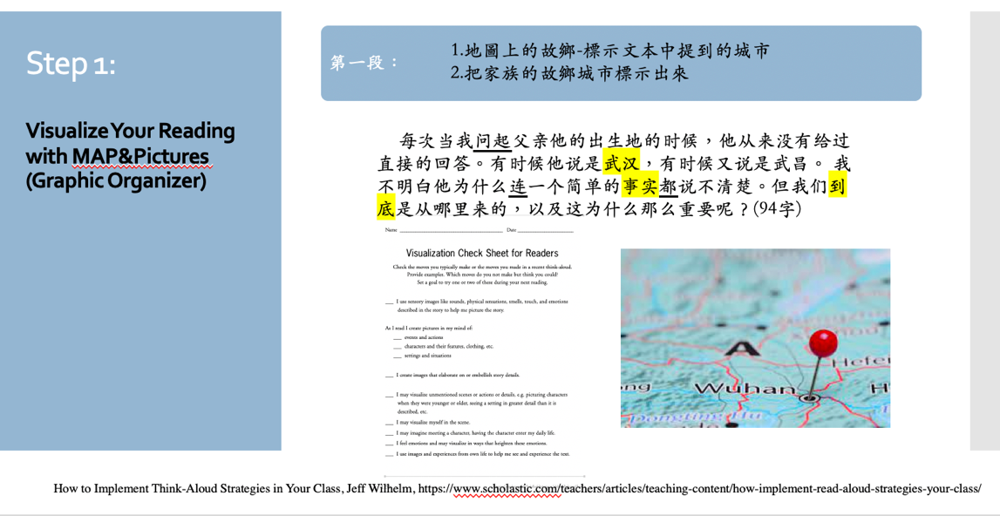 Step 1:
Visualize Your Reading
with MAP&Pictures
(Graphic Organizer)
第一段：
1.地圖上的故鄉-標示文本中提到的城市
2.把家族的故鄉城市標示出來
每次当我问起父亲他的出生地的时候，他从来没有给过
直接的回答。有时候他说是武汉，有时候又说是武昌。 我
不明白他为什么连一个简单的事实都说不清楚。但我们到
底是从哪里来的，以及这为什么那么重要呢？(94字)
Name ____ Date ____
Visualization Check Sheet for Readers
Check the moves you typically make or the moves you made in a recent think-aloud.
Provide examples. Which moves do you not make but think you could?
Set a goal to try one or two of these during your next reading.
___ I use sensory images like sounds, physical sensations, smells, touch, and emotions
described in the story to help me picture the story.
As I read I create pictures in my mind of:
___ events and actions
___ characters and their features, clothing, etc.
___ settings and situations
___ I create images that elaborate on or embellish story details.
___ I may visualize unmentioned scenes or actions or details, e.g. picturing characters
when they were younger or older, seeing a setting in greater detail than it is
described, etc.
___ I may visualize myself in the scene.
___ I may imagine meeting a character, having the character enter my daily life.
___ I feel emotions and may visualize in ways that heighten these emotions.
___ I use images and experiences from own life to help me see and experience the text.
A
Hefei
ng
Wuhan
H
Dongting Hu
How to Implement Think-Aloud Strategies in Your Class, Jeff Wilhelm, https://www.scholastic.com/teachers/articles/teaching-content/how-implement-read-aloud-strategies-your-class/